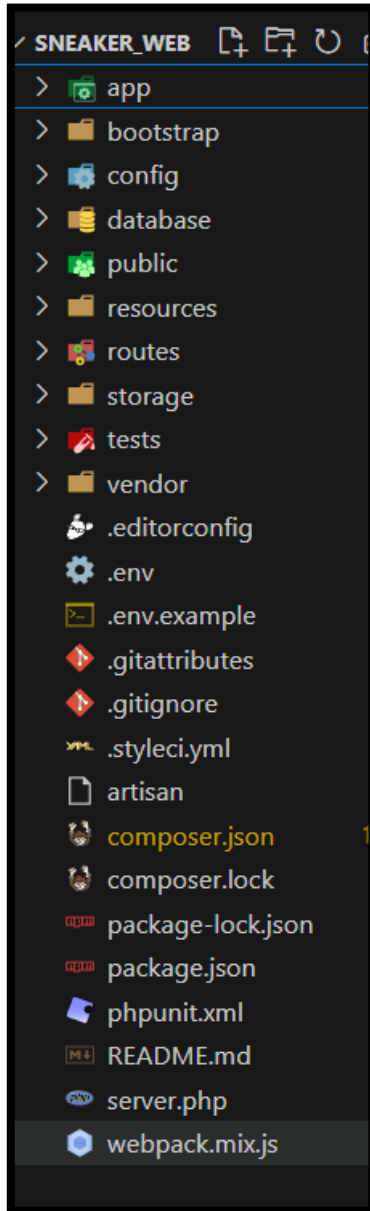 SNEAKER_WEB
app
bootstrap
config
database
public
resources
routes
storage
tests
vendor
.editorconfig
.env
.env.example
.gitattributes
.gitignore
.styleci.yml
artisan
composer.json 1
composer.lock
package-lock.json
package.json
phpunit.xml
README.md
server.php
webpack.mix.js